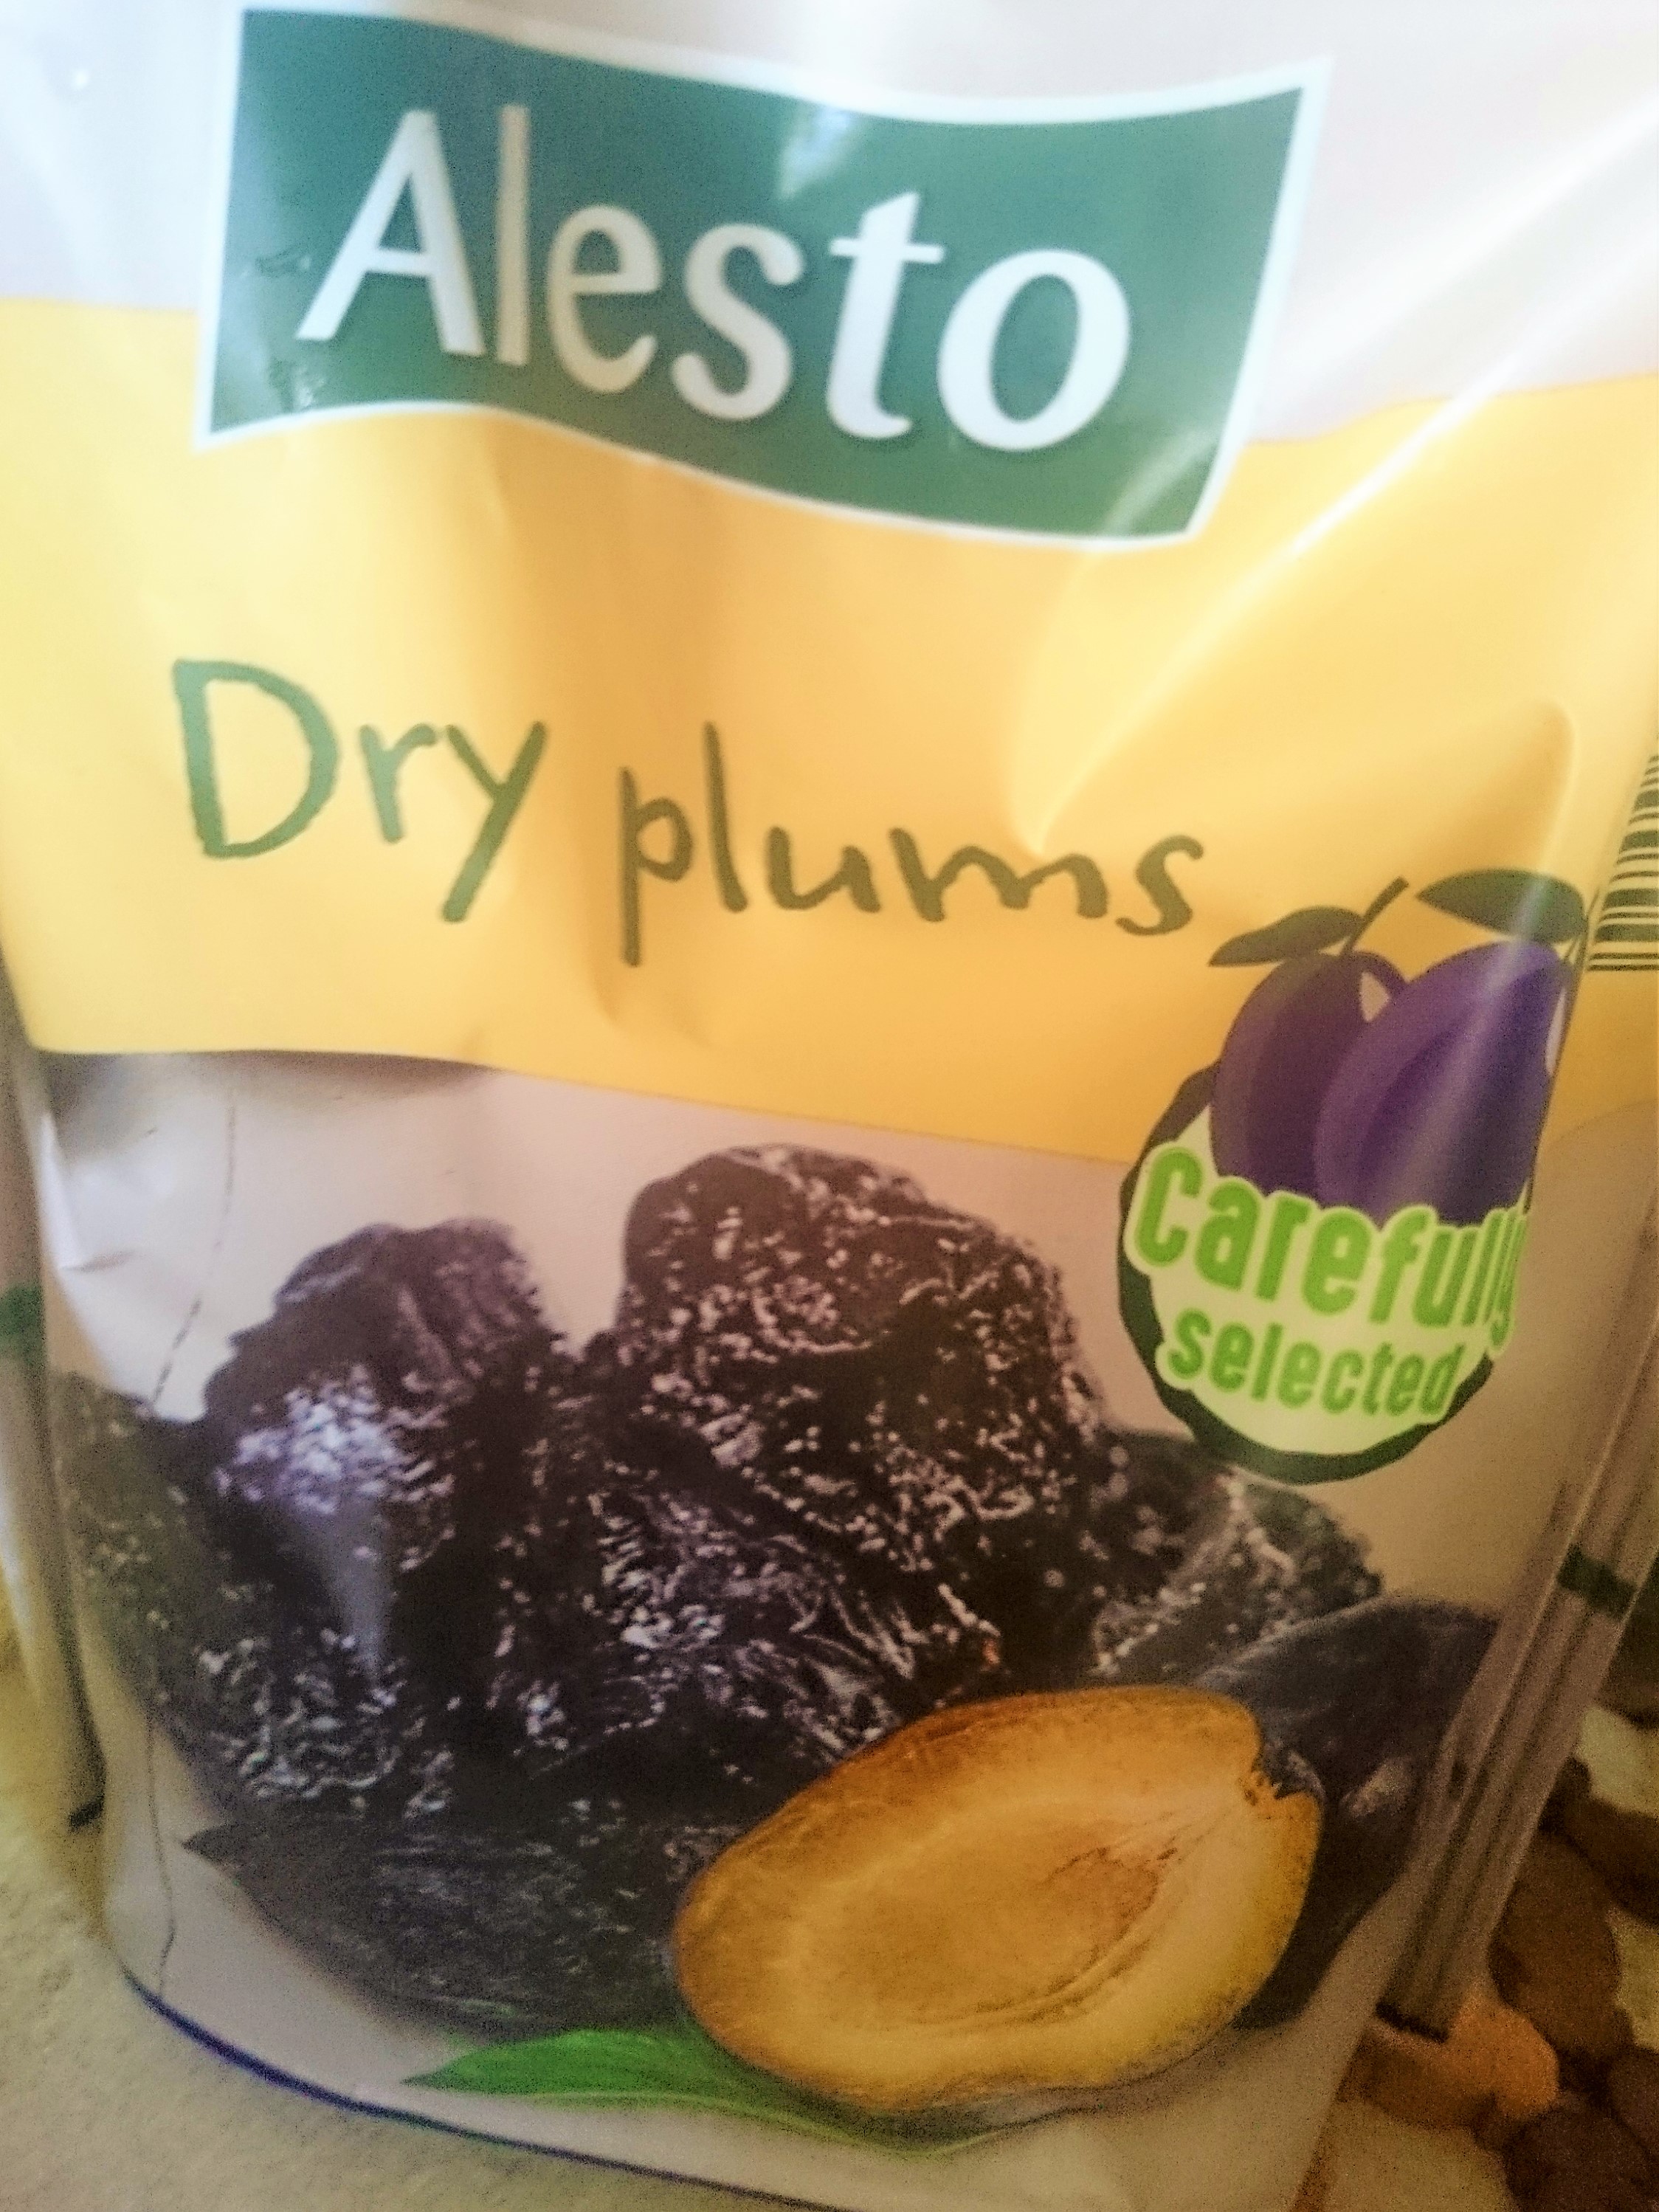 Alesto
Dry plums
Carefully
selected